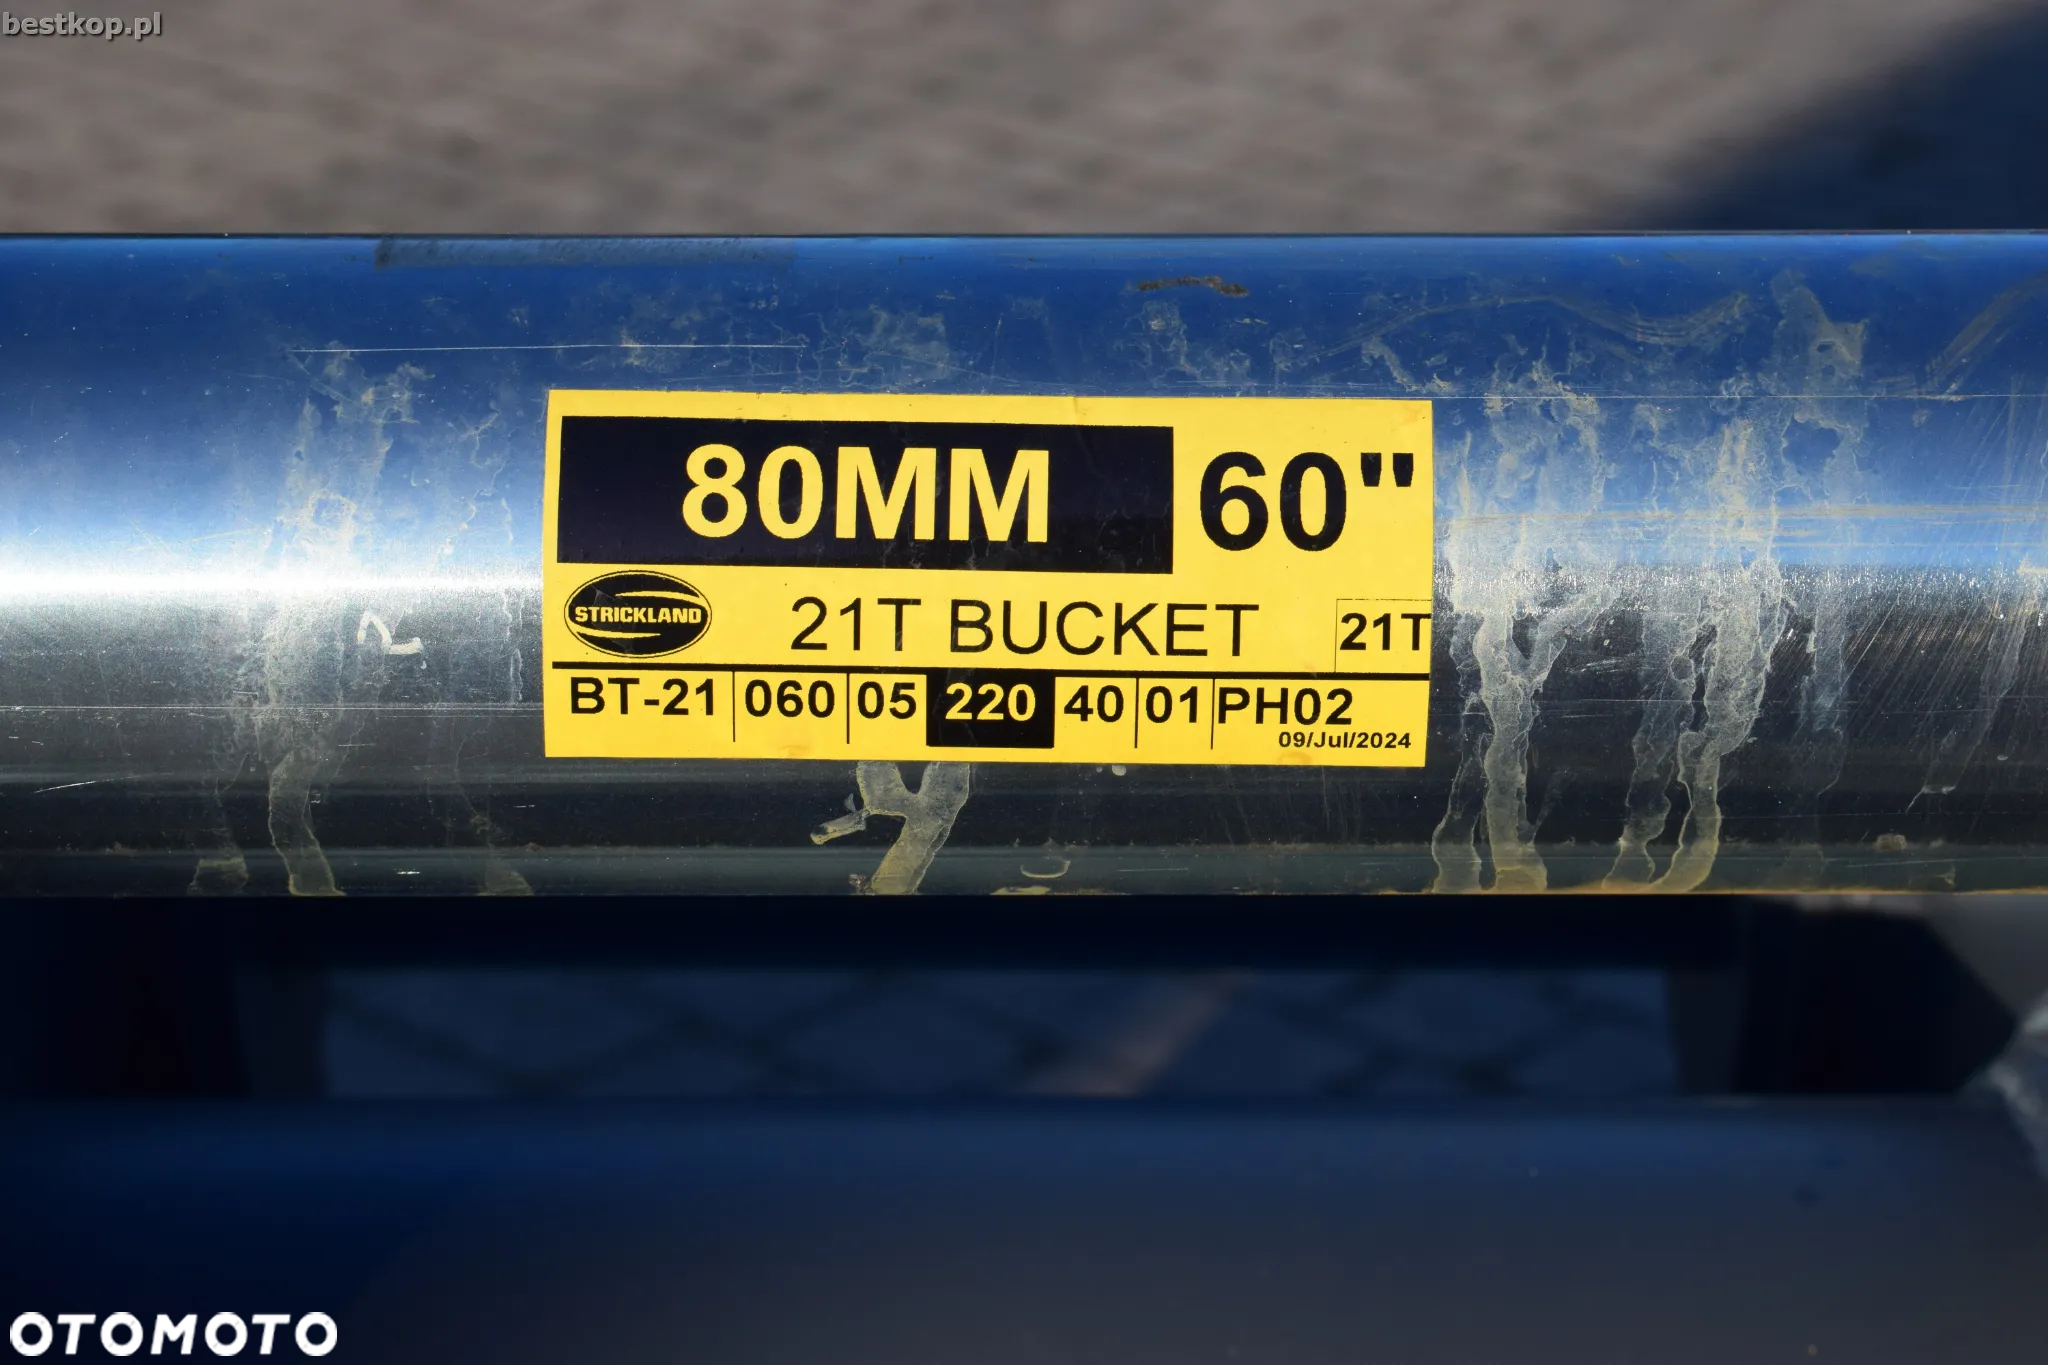 bestkop.pl
80MM 60"
STRICKLAND 21T BUCKET 21T
BT-21 060 05 220 40 01 PH02
09/Jul/2024
OTOMOTO